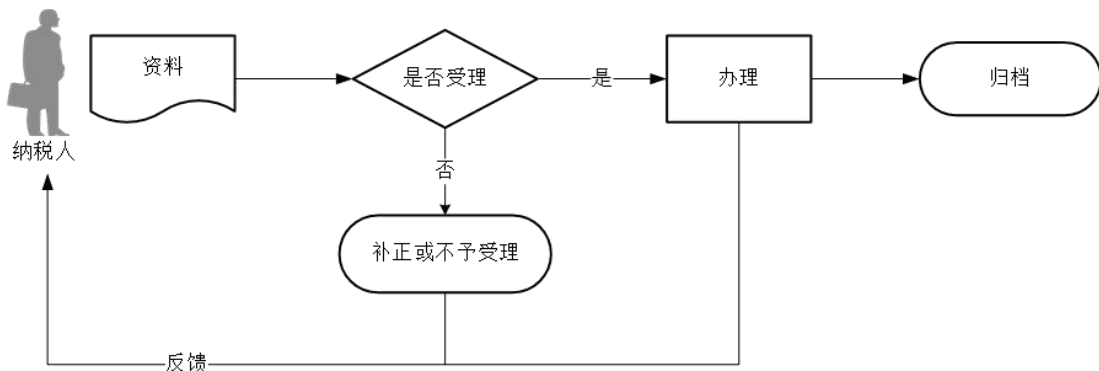 纳税人
资料
是否受理
是
办理
归档
否
补正或不予受理
反馈